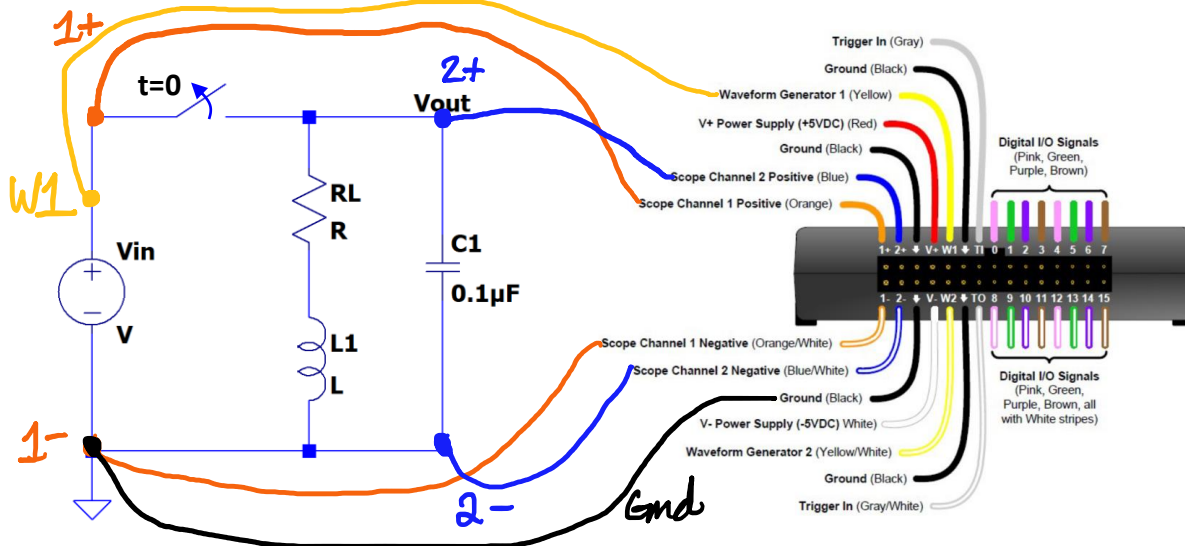 1+
t=0
2+
Vout
W1
Vin
V
RL
R
L1
L
C1
0.1µF
1-
2-
Gnd
Trigger In (Gray)
Ground (Black)
Waveform Generator 1 (Yellow)
V+ Power Supply (+5VDC) (Red)
Ground (Black)
Scope Channel 2 Positive (Blue)
Scope Channel 1 Positive (Orange)
Digital I/O Signals
(Pink, Green,
Purple, Brown)
1+ 2+ V+ W1 TI 0 1 2 3 4 5 6 7
1- 2- V- W2 TO 8 9 10 11 12 13 14 15
Scope Channel 1 Negative (Orange/White)
Scope Channel 2 Negative (Blue/White)
Ground (Black)
V- Power Supply (-5VDC) White)
Waveform Generator 2 (Yellow/White)
Ground (Black)
Trigger In (Gray/White)
Digital I/O Signals
(Pink, Green,
Purple, Brown, all
with White stripes)